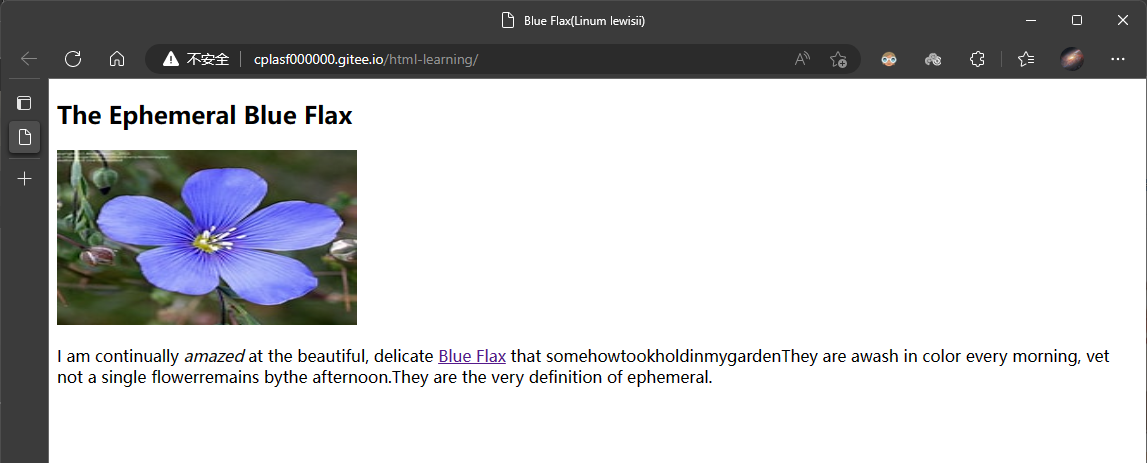 Blue Flax(Linum lewisii)
不安全 cplasf000000.gitee.io/html-learning/
The Ephemeral Blue Flax
I am continually amazed at the beautiful, delicate Blue Flax that somehowtookholdinmygardenThey are awash in color every morning, vet
not a single flowerremains bythe afternoon.They are the very definition of ephemeral.